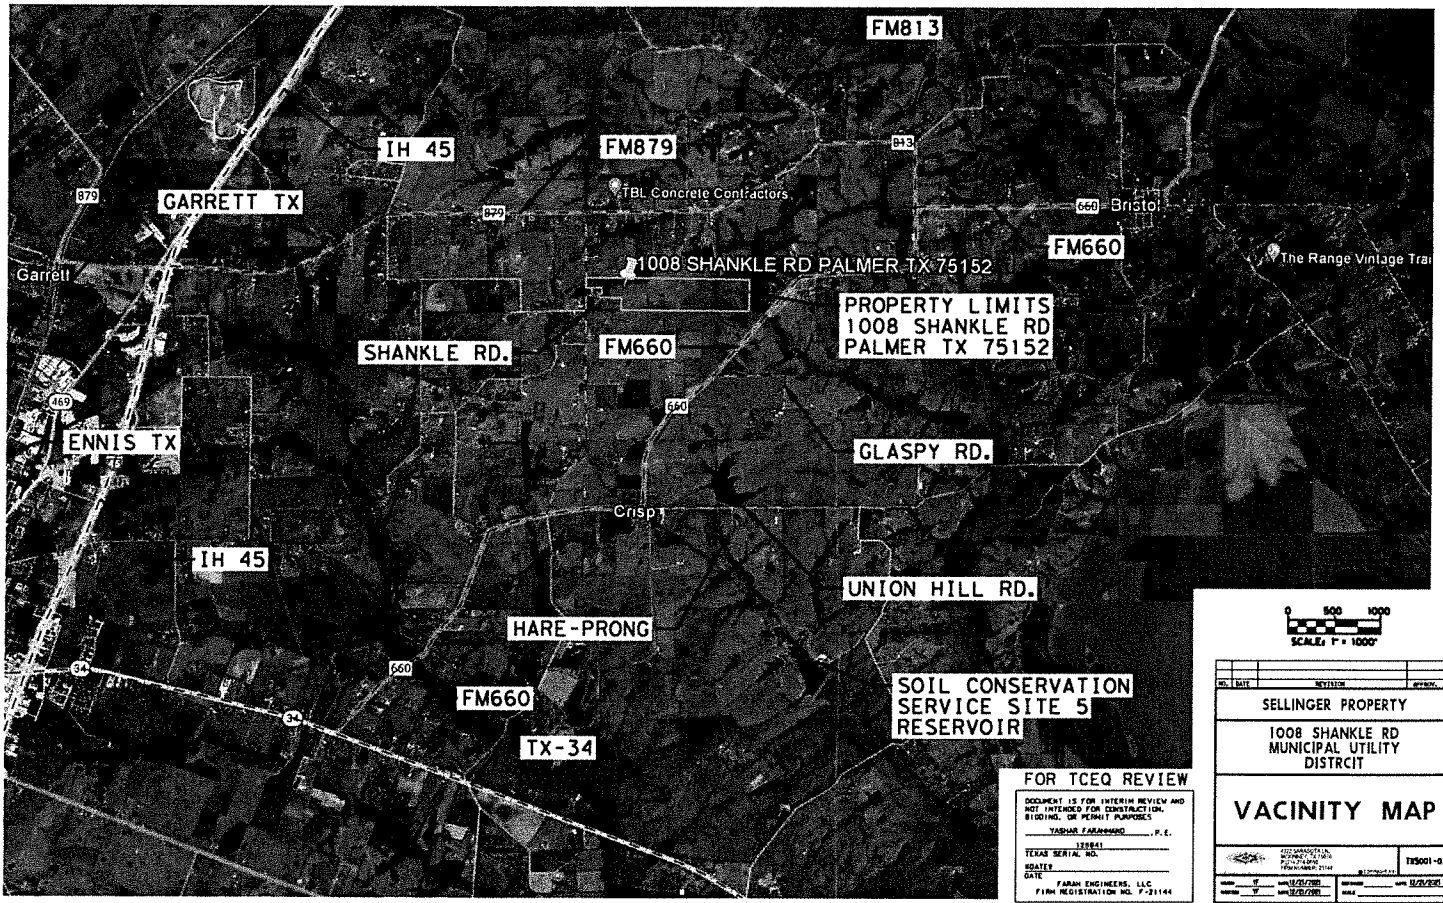 FM813
IH 45
FM879
813
TBL Concrete Contractors
879
GARRETT TX
879
660
Bristol
FM660
Garrett
1008 SHANKLE RD PALMER TX 75152
The Range Vintage Trai
PROPERTY LIMITS
1008 SHANKLE RD
PALMER TX 75152
SHANKLE RD.
FM660
469
660
ENNIS TX
GLASPY RD.
Crisp
IH 45
UNION HILL RD.
HARE-PRONG
34
660
FM660
34
SOIL CONSERVATION
SERVICE SITE 5
RESERVOIR
TX-34
0 500 1000
SCALE: 1" = 1000'
NO. DATE REVISION APPROV.
SELLINGER PROPERTY
1008 SHANKLE RD
MUNICIPAL UTILITY
DISTRCIT
VACINITY MAP
FOR TCEQ REVIEW
DOCUMENT IS FOR INTERIM REVIEW AND
NOT INTENDED FOR CONSTRUCTION,
BIDDING, OR PERMIT PURPOSES
YASHAR FARAHMAND , P.E.
TEXAS SERIAL NO.
DATE
FARAH ENGINEERS, LLC
FIRM REGISTRATION NO. F-21144